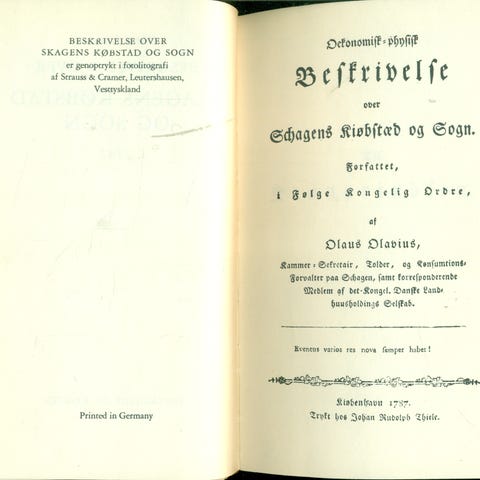 BESKRIVELSE OVER
SKAGENS KØBSTAD OG SOGN
er genoptrykt i fotolitografi
af Strauss & Cramer, Leutershausen,
Vesttyskland
Printed in Germany
Oekonomisk-physisk
Beskrivelse
over
Schagens Kiøbstæd og Sogn.
Forfattet,
i Følge Kongelig Ordre,
af
Olaus Olavius,
Kammer-Sekretair, Tolder, og Konsumtions-
Forvalter paa Schagen, samt korresponderende
Medlem af det Kongel. Danske Land-
huusholdings Selskab.
Evenens varios res nova semper habet!
Kiøbenhavn 1787.
Trykt hos Johan Rudolph Thiele.